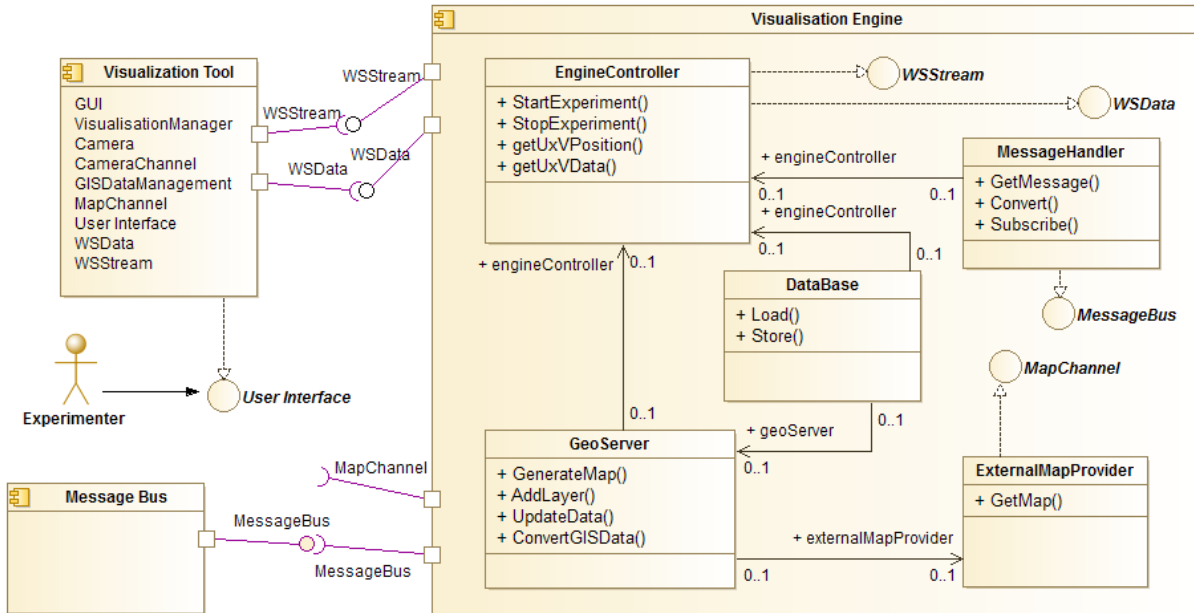 Visualisation Engine
Visualization Tool
GUI
VisualisationManager
Camera
CameraChannel
GISDataManagement
MapChannel
User Interface
WSData
WSStream
WSStream
WSStream
WSData
WSData
EngineController
+ StartExperiment()
+ StopExperiment()
+ getUxVPosition()
+ getUxVData()
WSStream
WSData
MessageHandler
+ GetMessage()
+ Convert()
+ Subscribe()
+ engineController
0..1
0..1
+ engineController
0..1
0..1
+ engineController
0..1
DataBase
+ Load()
+ Store()
MessageBus
MapChannel
Experimenter
User Interface
0..1
0..1
+ geoServer
0..1
GeoServer
+ GenerateMap()
+ AddLayer()
+ UpdateData()
+ ConvertGISData()
ExternalMapProvider
+ GetMap()
+ externalMapProvider
0..1
0..1
MapChannel
Message Bus
MessageBus
MessageBus